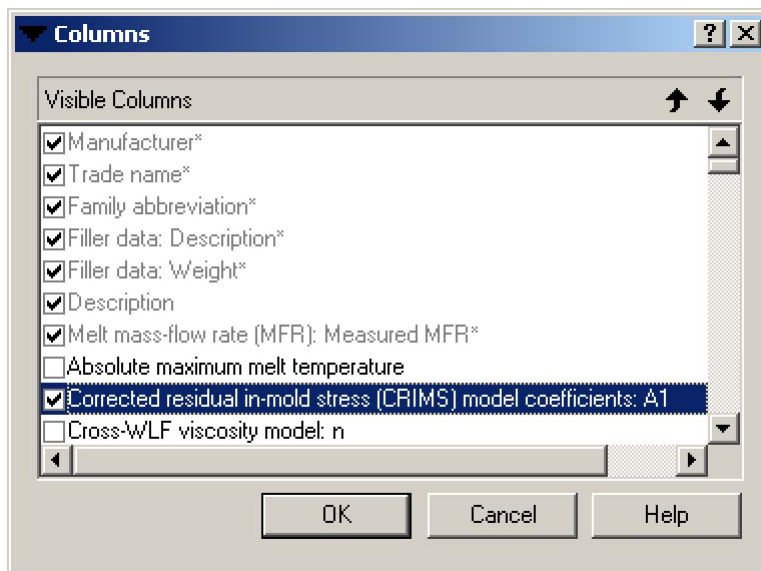 Columns
Visible Columns
Manufacturer*
Trade name*
Family abbreviation*
Filler data: Description*
Filler data: Weight*
Description
Melt mass-flow rate (MFR): Measured MFR*
Absolute maximum melt temperature
Corrected residual in-mold stress (CRIMS) model coefficients: A1
Cross-WLF viscosity model: n
OK Cancel Help